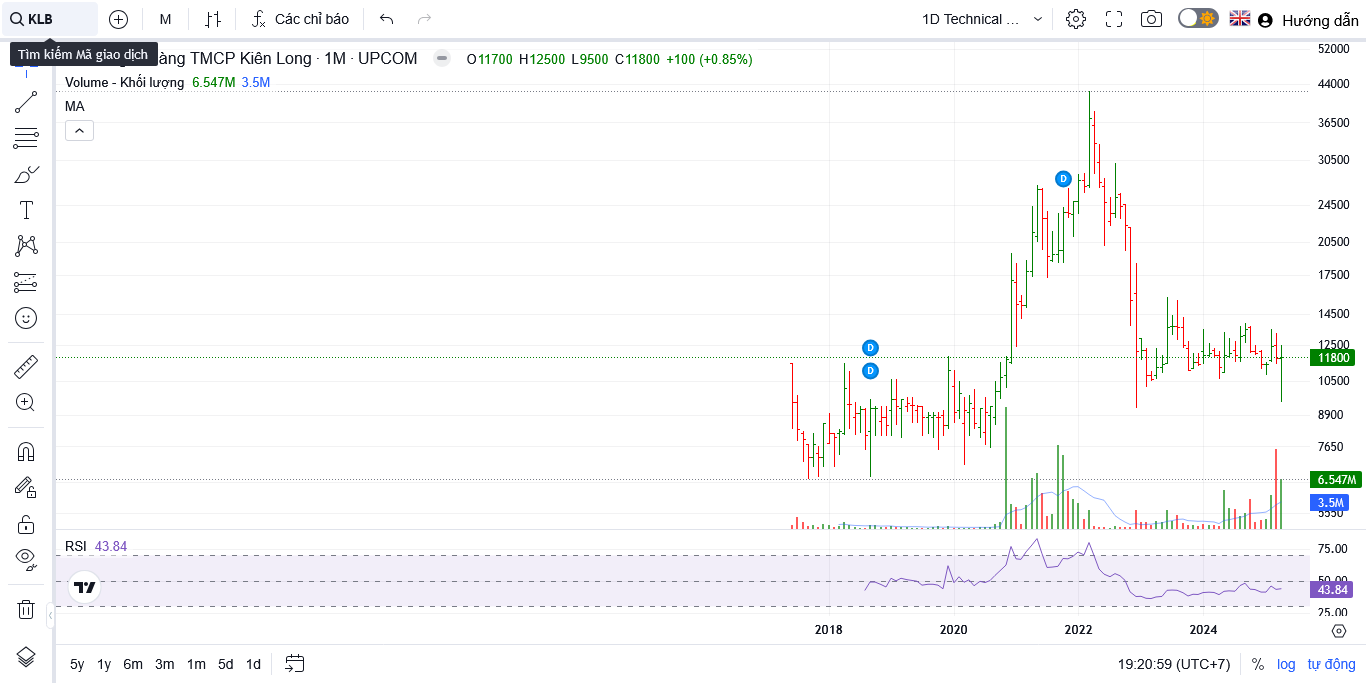 KLB
M
Các chỉ báo
1D Technical ...
Hướng dẫn
Tìm kiếm Mã giao dịch
àng TMCP Kiên Long · 1M · UPCOM
O11700 H12500 L9500 C11800 +100 (+0.85%)
Volume - Khối lượng 6.547M 3.5M
MA
D
D
D
52000
44000
36500
30500
24500
20500
17500
14500
12500
11800
10500
8900
7650
6.547M
3.5M
5550
RSI 43.84
75.00
50.00
43.84
25.00
2018 2020 2022 2024
5y 1y 6m 3m 1m 5d 1d
19:20:59 (UTC+7) % log tự động